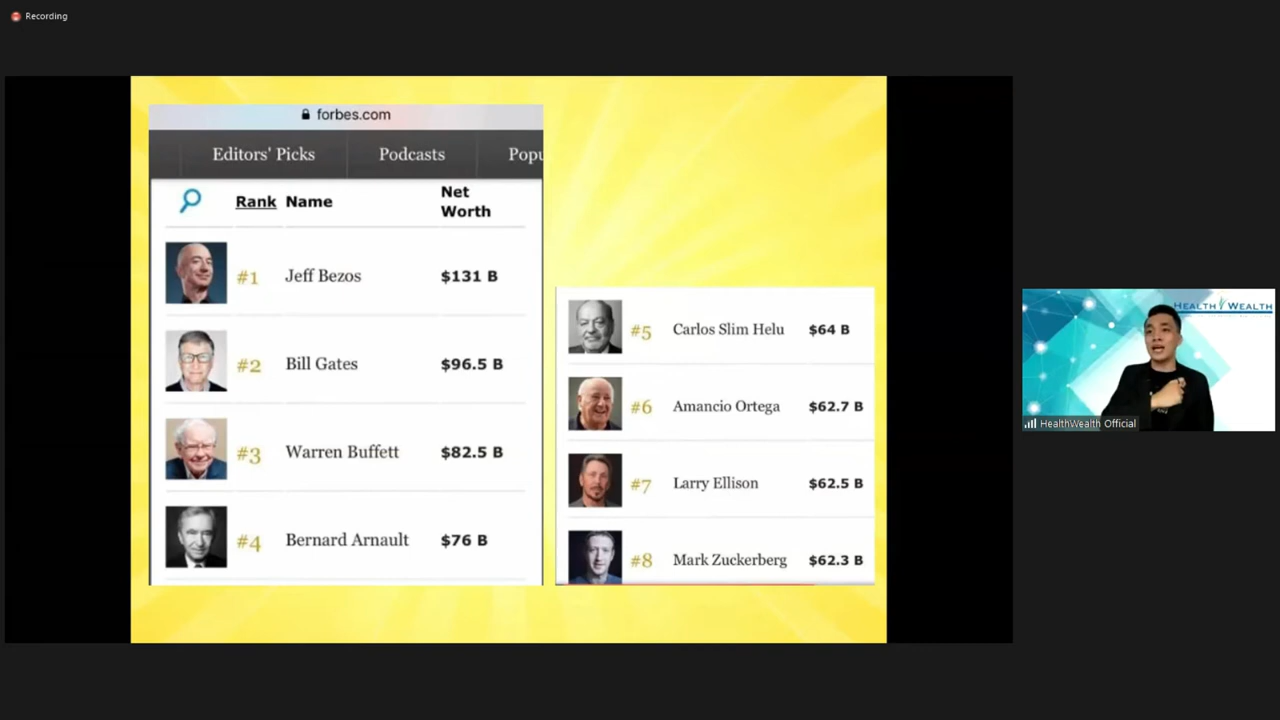 Recording
forbes.com
Editors' Picks Podcasts Popu
Rank Name Net Worth
#1 Jeff Bezos $131 B
#2 Bill Gates $96.5 B
#3 Warren Buffett $82.5 B
#4 Bernard Arnault $76 B
#5 Carlos Slim Helu $64 B
#6 Amancio Ortega $62.7 B
#7 Larry Ellison $62.5 B
#8 Mark Zuckerberg $62.3 B
HEALTH WEALTH
HealthWealth Official